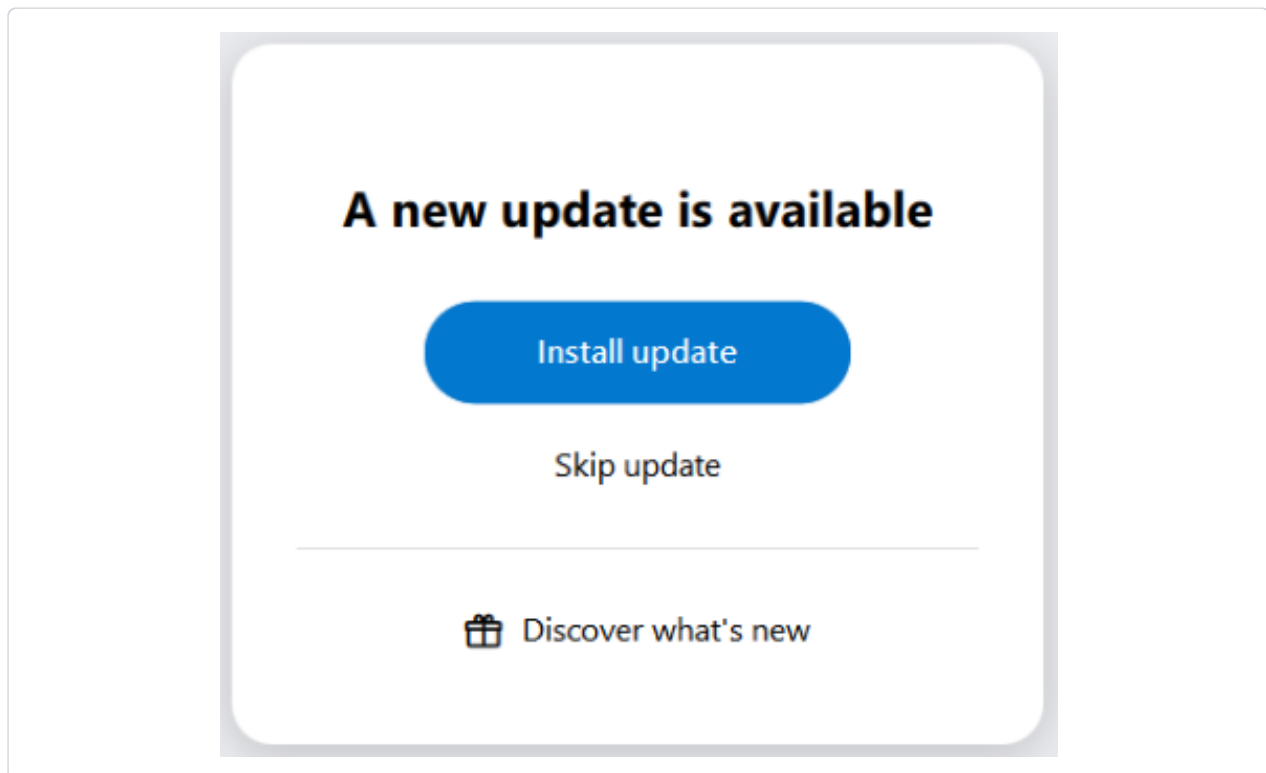 A new update is available
Install update
Skip update
Discover what's new